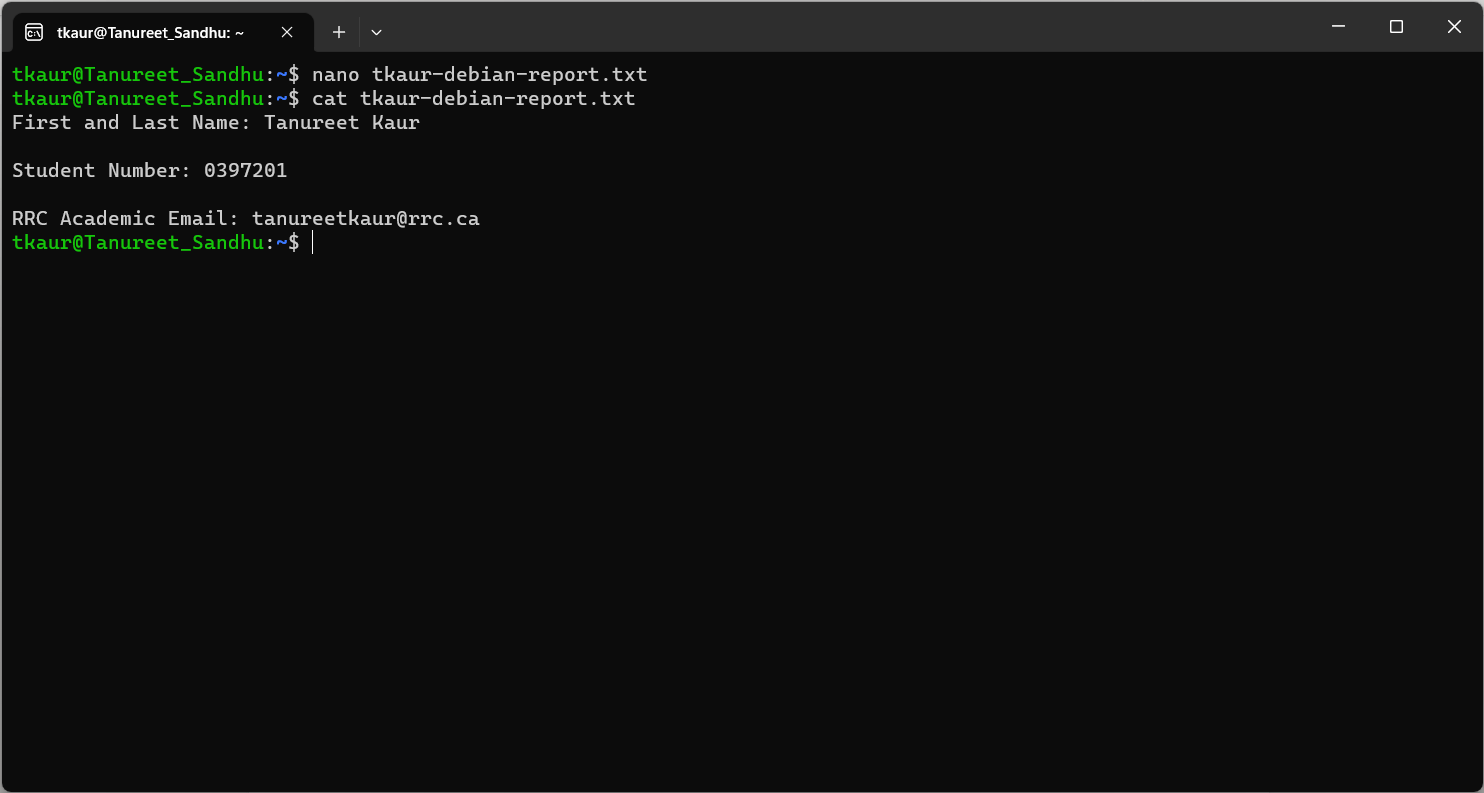 tkaur@Tanureet_Sandhu: ~
tkaur@Tanureet_Sandhu:~$ nano tkaur-debian-report.txt
tkaur@Tanureet_Sandhu:~$ cat tkaur-debian-report.txt
First and Last Name: Tanureet Kaur
Student Number: 0397201
RRC Academic Email: tanureetkaur@rrc.ca
tkaur@Tanureet_Sandhu:~$